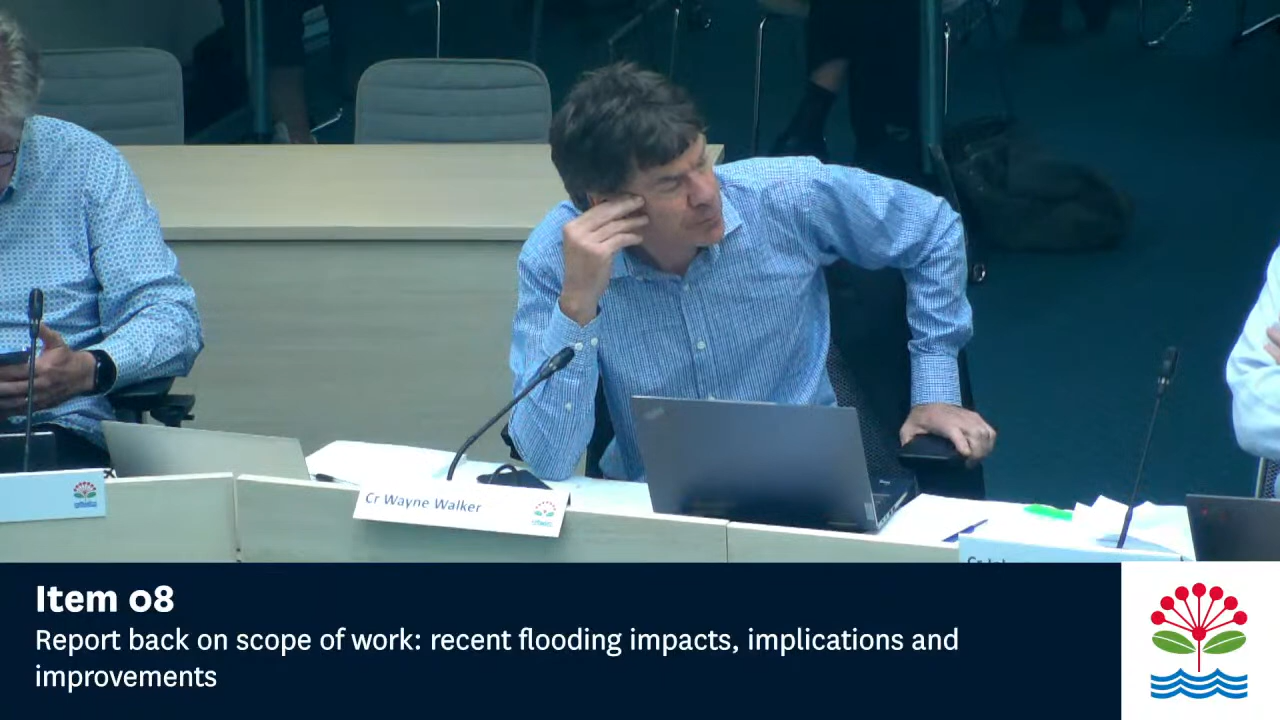 Cr Wayne Walker
Item 08
Report back on scope of work: recent flooding impacts, implications and
improvements